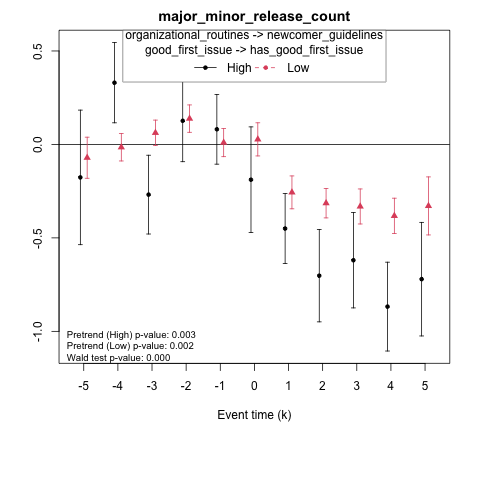 major_minor_release_count
organizational_routines -> newcomer_guidelines
good_first_issue -> has_good_first_issue
High Low
0.5
0.0
-0.5
-1.0
Pretrend (High) p-value: 0.003
Pretrend (Low) p-value: 0.002
Wald test p-value: 0.000
-5 -4 -3 -2 -1 0 1 2 3 4 5
Event time (k)